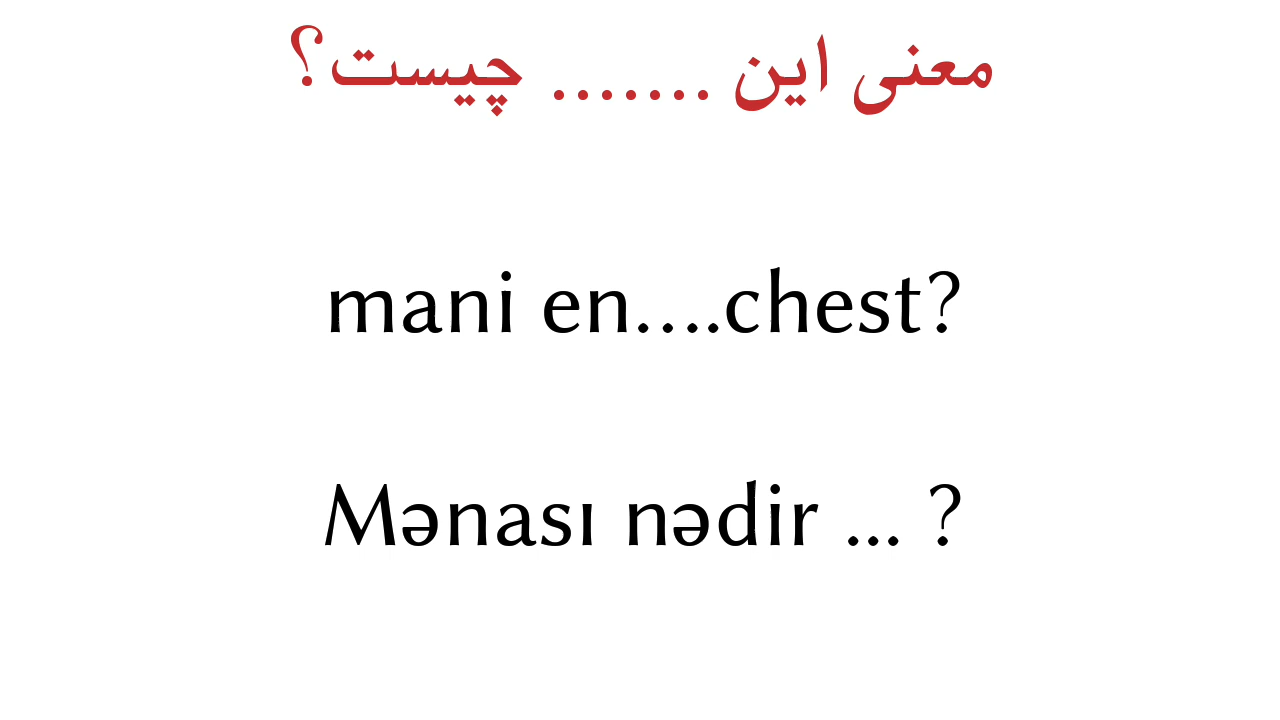 معنی این ....... چیست؟
mani en....chest?
Mənası nədir ... ?